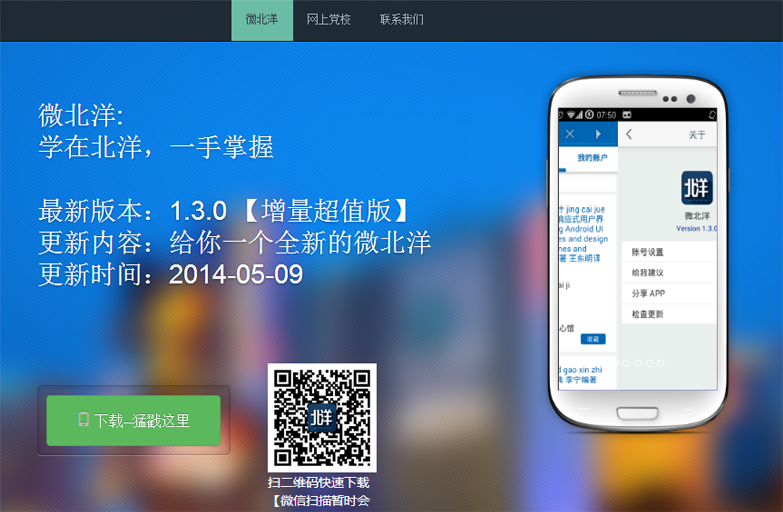 微北洋
网上党校
联系我们
微北洋:
学在北洋，一手掌握
最新版本：1.3.0 【增量超值版】
更新内容：给你一个全新的微北洋
更新时间：2014-05-09
下载--猛戳这里
北洋
扫二维码快速下载
【微信扫描暂时会
07:50
我的账户
关于
北洋
微北洋
Version 1.3.0
账号设置
给我建议
分享 APP
检查更新
jing cai jue
响应式用户界
g Android UI
es and design
nes and
著 王东明译
ai ji
心馆
收藏
d gao xin zhi
集 李宁编著